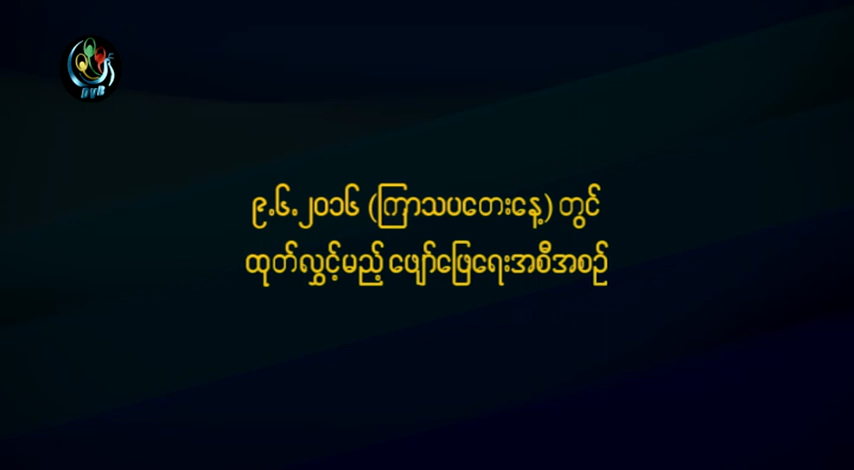 DVB
၉.၆.၂၀၁၆ (ကြာသပတေးနေ့) တွင်
ထုတ်လွှင့်မည့် ဖျော်ဖြေရေးအစီအစဉ်